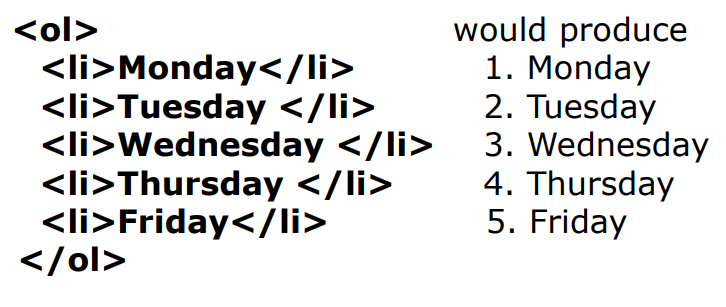 <ol> would produce
<li>Monday</li> 1. Monday
<li>Tuesday </li> 2. Tuesday
<li>Wednesday </li> 3. Wednesday
<li>Thursday </li> 4. Thursday
<li>Friday</li> 5. Friday
</ol>